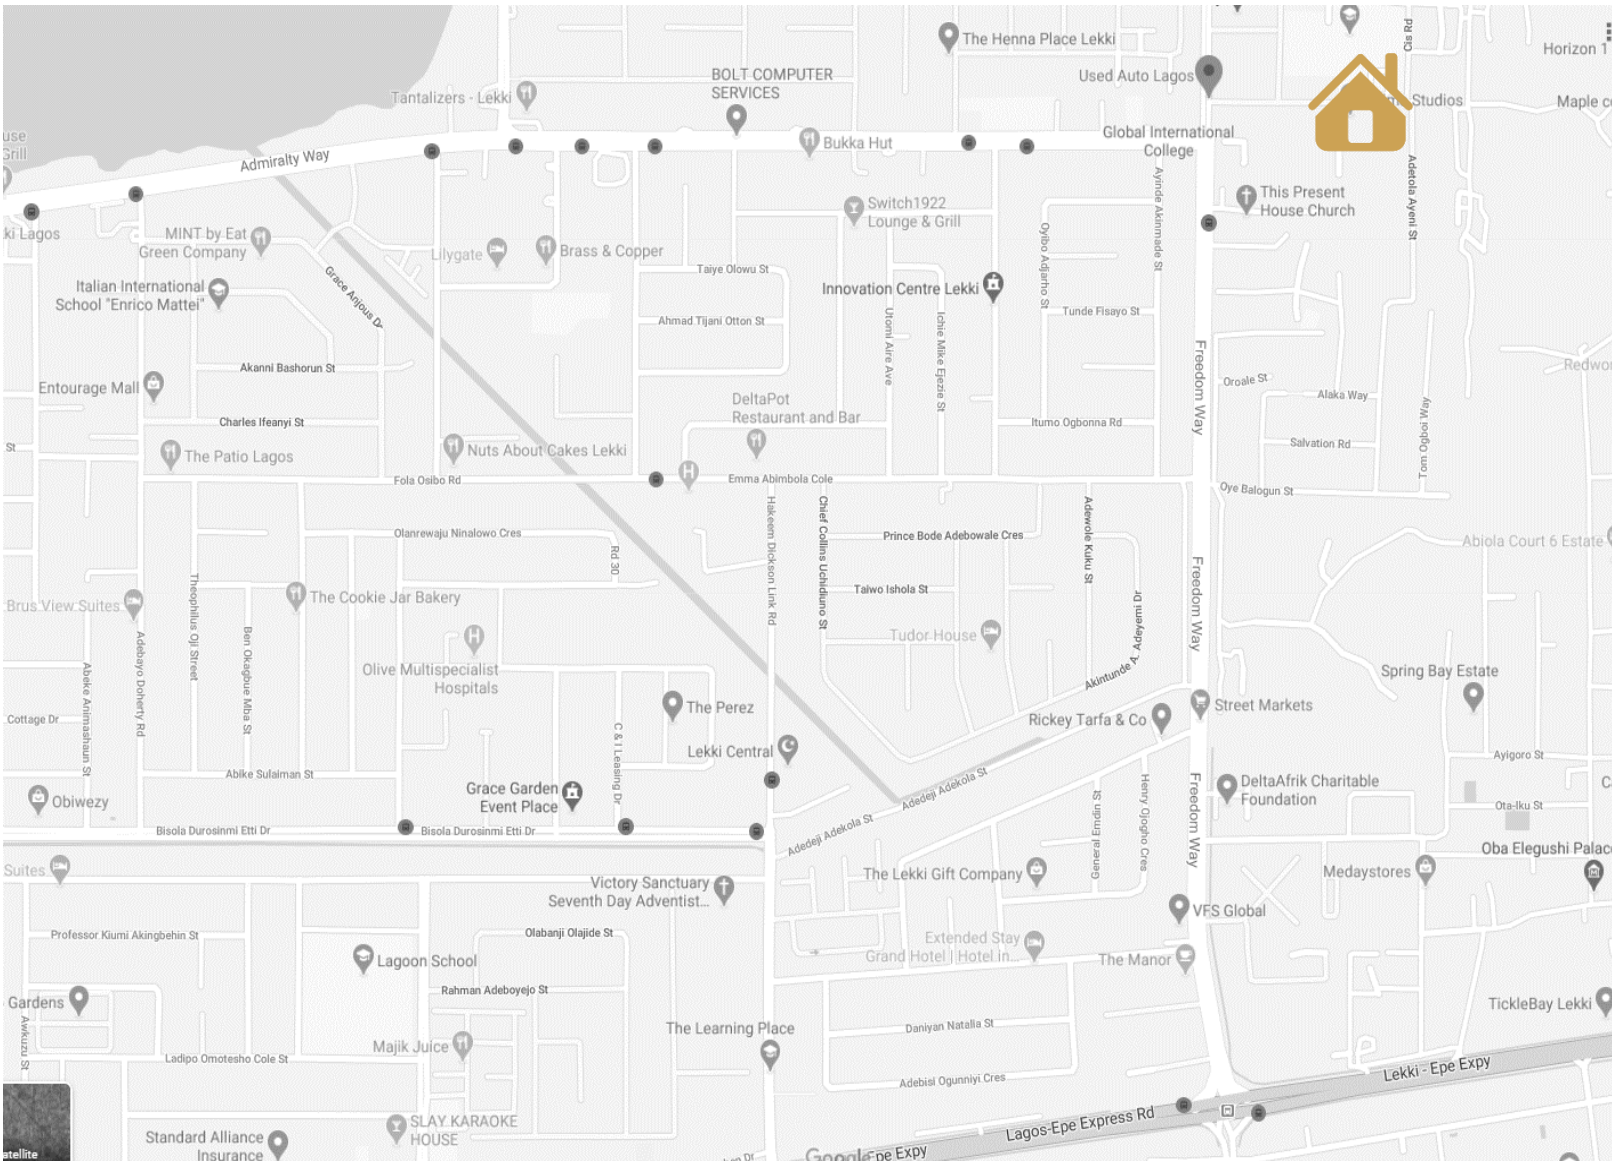 The Henna Place Lekki
Cis Rd
Horizon 1
BOLT COMPUTER
SERVICES
Used Auto Lagos
Tantalizers - Lekki
Studios
Maple
Global International
College
Bukka Hut
Admiralty Way
use
Grill
Adetola Ayeni St
Ayinde Akinmade St
This Present
House Church
Switch1922
Lounge & Grill
ki Lagos
MINT by Eat
Green Company
Lilygate
Brass & Copper
Oyibo Adjarho St
Taiye Olowu St
Italian International
School "Enrico Mattei"
Grace Anjous Dr
Innovation Centre Lekki
Tunde Fisayo St
Ahmad Tijani Otton St
Utomi Aire Ave
Ichie Mike Ejezie St
Freedom Way
Akanni Bashorun St
Redwo
Entourage Mall
Oroale St
Alaka Way
Tom Ogboi Way
DeltaPot
Restaurant and Bar
Charles Ifeanyi St
Itumo Ogbonna Rd
St
Salvation Rd
The Patio Lagos
Nuts About Cakes Lekki
Fola Osibo Rd
Emma Abimbola Cole
Oye Balogun St
Hakeem Dickson Link Rd
Chief Collins Uchidiuno St
Adewole Kuku St
Olanrewaju Ninalowo Cres
Prince Bode Adebowale Cres
Abiola Court 6 Estate
Rd 30
Freedom Way
Taiwo Ishola St
Theophilus Oji Street
The Cookie Jar Bakery
Brus View Suites
Adeyemi Dr
Akintunde A.
Tudor House
Adebayo Doherty Rd
Ben Okagbue Mba St
Olive Multispecialist
Hospitals
Abeke Animashaun St
Spring Bay Estate
The Perez
Street Markets
Cottage Dr
Rickey Tarfa & Co
C & I Leasing Dr
Lekki Central
Ayigoro St
Abike Sulaiman St
Freedom Way
Henry Ojogho Cres
General Emdin St
Adedeji Adekola St
DeltaAfrik Charitable
Foundation
Grace Garden
Event Place
Obiwezy
Ota-Iku St
Bisola Durosinmi Etti Dr
Bisola Durosinmi Etti Dr
Adedeji Adekola St
Oba Elegushi Palace
Suites
The Lekki Gift Company
Medaystores
Victory Sanctuary
Seventh Day Adventist...
VFS Global
Professor Kiumi Akingbehin St
Olabanji Olajide St
Extended Stay
Grand Hotel | Hotel in...
The Manor
Lagoon School
Rahman Adeboyejo St
Gardens
TickleBay Lekki
Awkuzu St
The Learning Place
Daniyan Natalia St
Majik Juice
Ladipo Omotesho Cole St
Lekki - Epe Expy
Adebisi Ogunniyi Cres
SLAY KARAOKE
HOUSE
Lagos-Epe Express Rd
Standard Alliance
Insurance
atellite
Google
Epe Expy